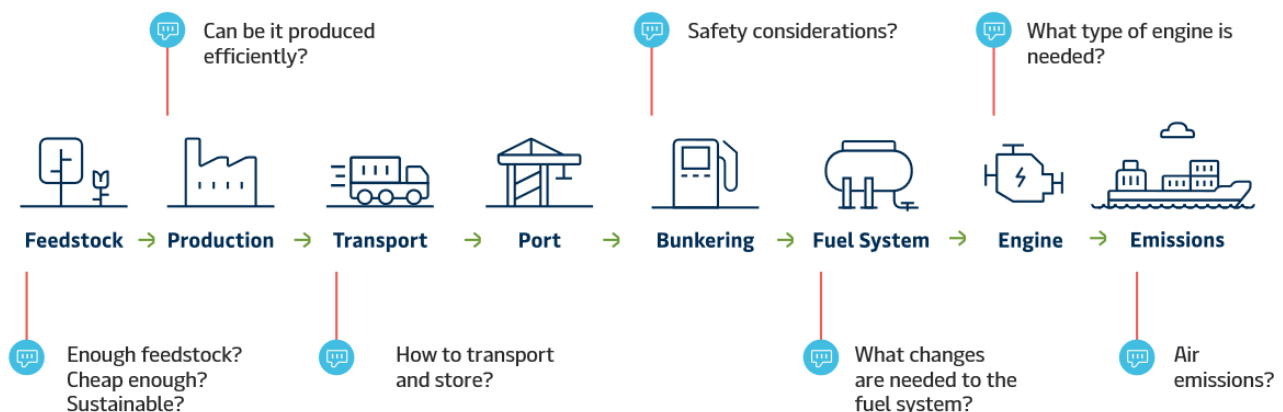 Can be it produced
efficiently?
Safety considerations?
What type of engine is
needed?
Feedstock → Production → Transport → Port → Bunkering → Fuel System → Engine → Emissions
Enough feedstock?
Cheap enough?
Sustainable?
How to transport
and store?
What changes
are needed to the
fuel system?
Air
emissions?